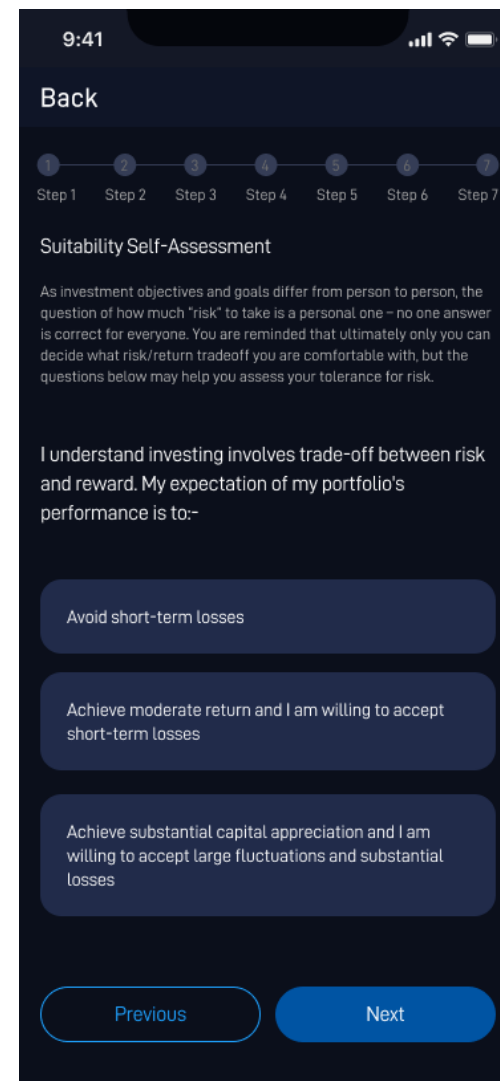 9:41
Back
1 2 3 4 5 6 7
Step 1 Step 2 Step 3 Step 4 Step 5 Step 6 Step 7
Suitability Self-Assessment
As investment objectives and goals differ from person to person, the
question of how much “risk” to take is a personal one – no one answer
is correct for everyone. You are reminded that ultimately only you can
decide what risk/return tradeoff you are comfortable with, but the
questions below may help you assess your tolerance for risk.
I understand investing involves trade-off between risk
and reward. My expectation of my portfolio's
performance is to:-
Avoid short-term losses
Achieve moderate return and I am willing to accept
short-term losses
Achieve substantial capital appreciation and I am
willing to accept large fluctuations and substantial
losses
Previous Next